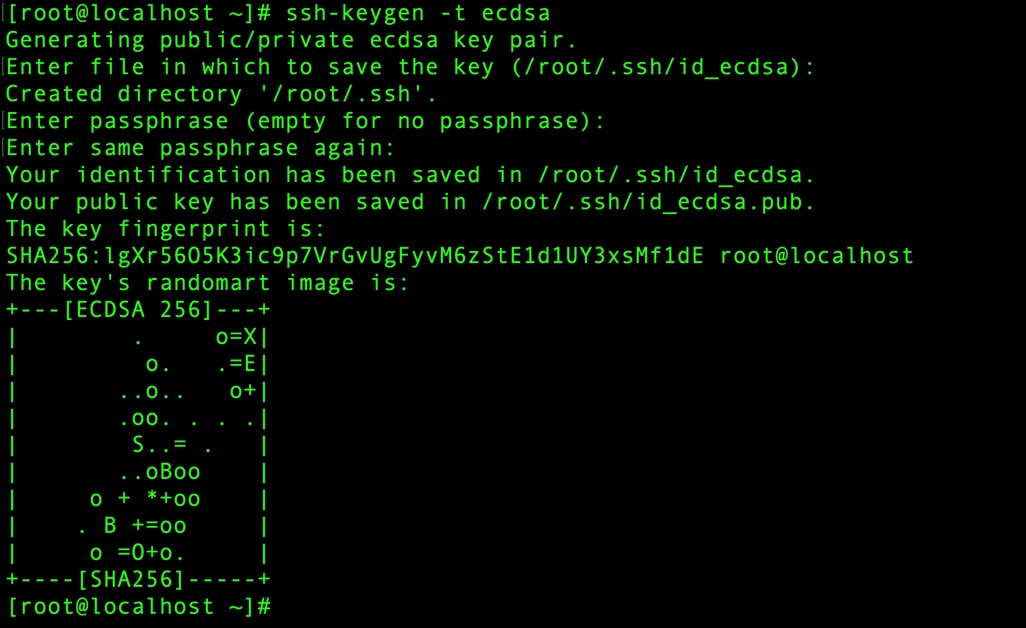 [root@localhost ~]# ssh-keygen -t ecdsa
Generating public/private ecdsa key pair.
Enter file in which to save the key (/root/.ssh/id_ecdsa):
Created directory '/root/.ssh'.
Enter passphrase (empty for no passphrase):
Enter same passphrase again:
Your identification has been saved in /root/.ssh/id_ecdsa.
Your public key has been saved in /root/.ssh/id_ecdsa.pub.
The key fingerprint is:
SHA256:lgXr56O5K3ic9p7VrGvUgFyvM6zStE1d1UY3xsMf1dE root@localhost
The key's randomart image is:
+---[ECDSA 256]---+
|         .     o=X|
|          o.   .=E|
|        ..o..   o+|
|        .oo. . . .|
|         S..= .   |
|        ..oBoo    |
|      o + *+oo    |
|     . B +=oo     |
|      o =O+o.     |
+----[SHA256]-----+
[root@localhost ~]#